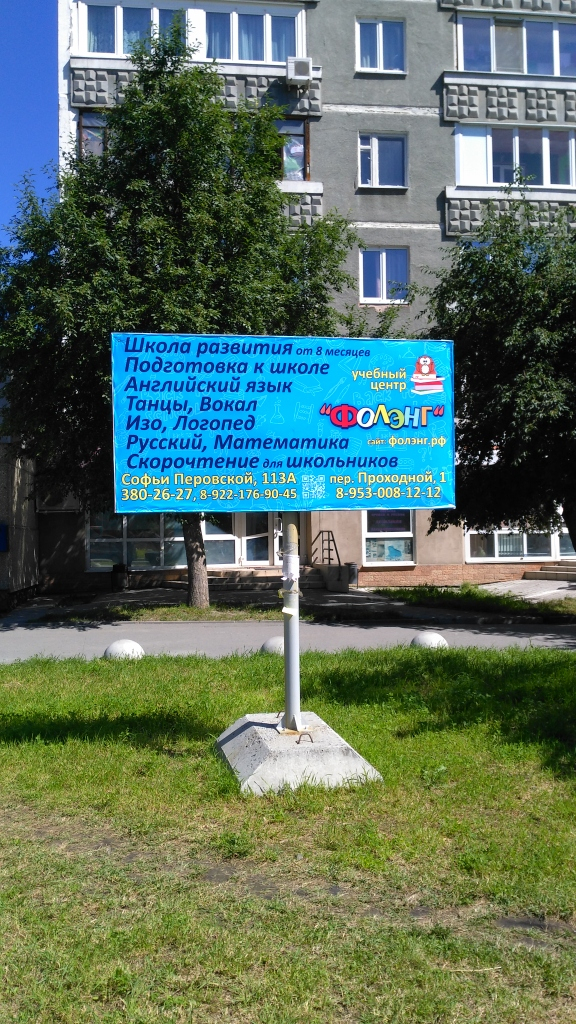 Школа развития от 8 месяцев
Подготовка к школе
Английский язык
Танцы, Вокал
Изо, Логопед
Русский, Математика
Скорочтение для школьников
учебный
центр
"ФОЛЭНГ"
сайт: фолэнг.рф
Софьи Перовской, 113А
380-26-27, 8-922-176-90-45
пер. Проходной, 1
8-953-008-12-12